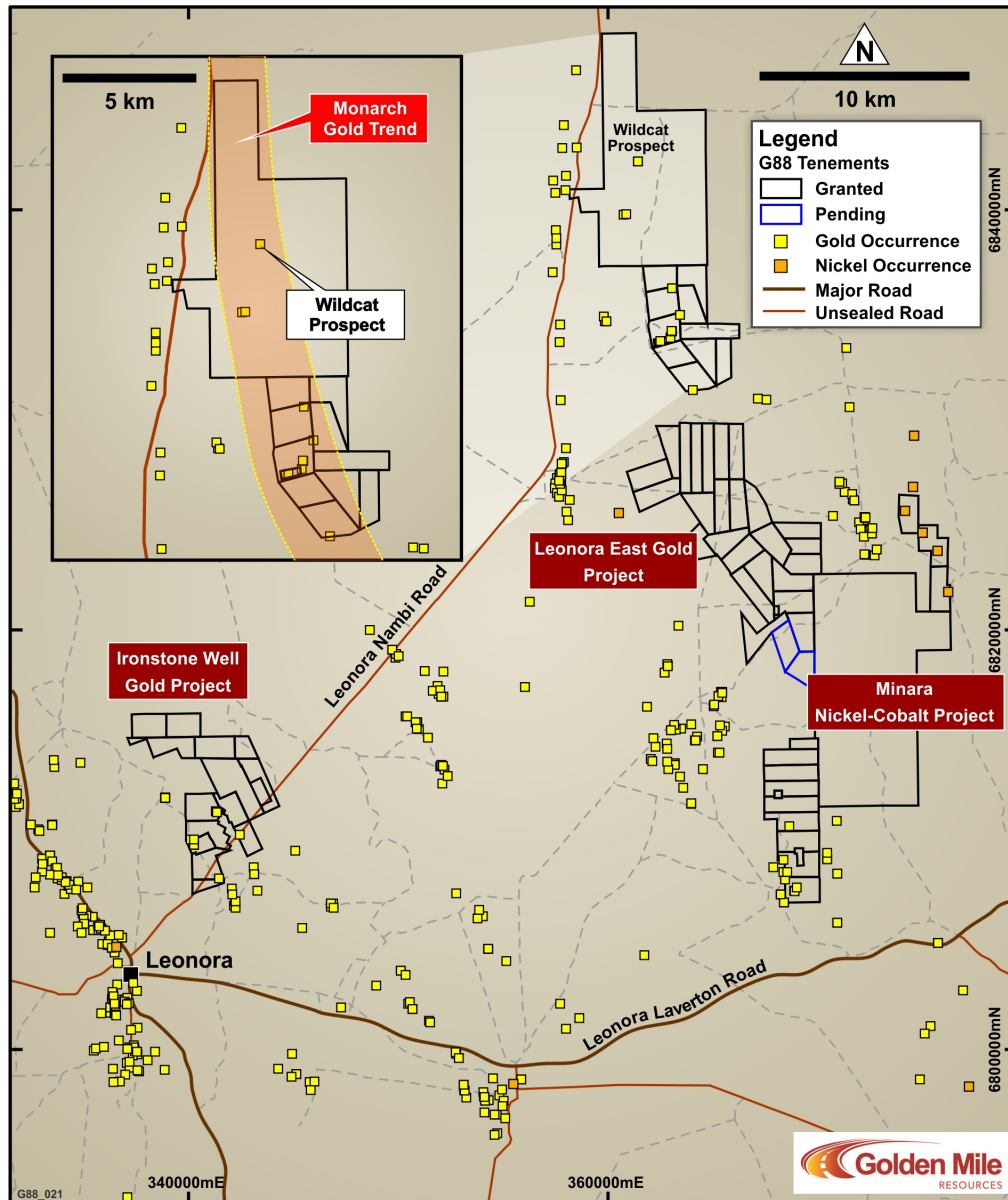 5 km
Monarch
Gold Trend
Wildcat
Prospect
N
10 km
Wildcat
Prospect
Legend
G88 Tenements
Granted
Pending
Gold Occurrence
Nickel Occurrence
Major Road
Unsealed Road
6840000mN
Leonora East Gold
Project
Leonora Nambi Road
Ironstone Well
Gold Project
6820000mN
Minara
Nickel-Cobalt Project
Leonora
Leonora Laverton Road
6800000mN
340000mE
360000mE
G88_021
Golden Mile
RESOURCES